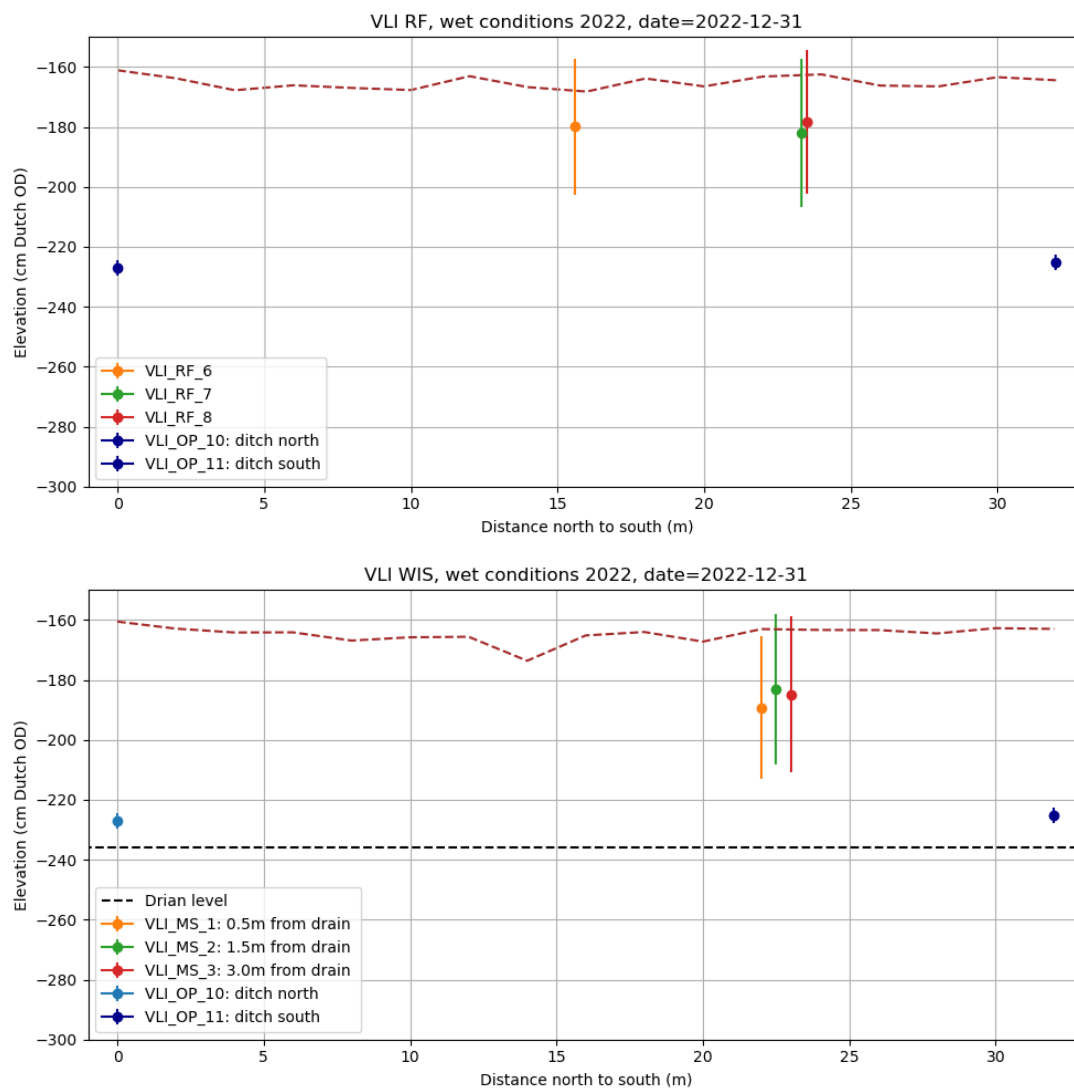 VLI RF, wet conditions 2022, date=2022-12-31
Elevation (cm Dutch OD)
−160
−180
−200
−220
−240
−260
−280
−300
VLI_RF_6
VLI_RF_7
VLI_RF_8
VLI_OP_10: ditch north
VLI_OP_11: ditch south
0 5 10 15 20 25 30
Distance north to south (m)
VLI WIS, wet conditions 2022, date=2022-12-31
Elevation (cm Dutch OD)
−160
−180
−200
−220
−240
−260
−280
−300
Drian level
VLI_MS_1: 0.5m from drain
VLI_MS_2: 1.5m from drain
VLI_MS_3: 3.0m from drain
VLI_OP_10: ditch north
VLI_OP_11: ditch south
0 5 10 15 20 25 30
Distance north to south (m)